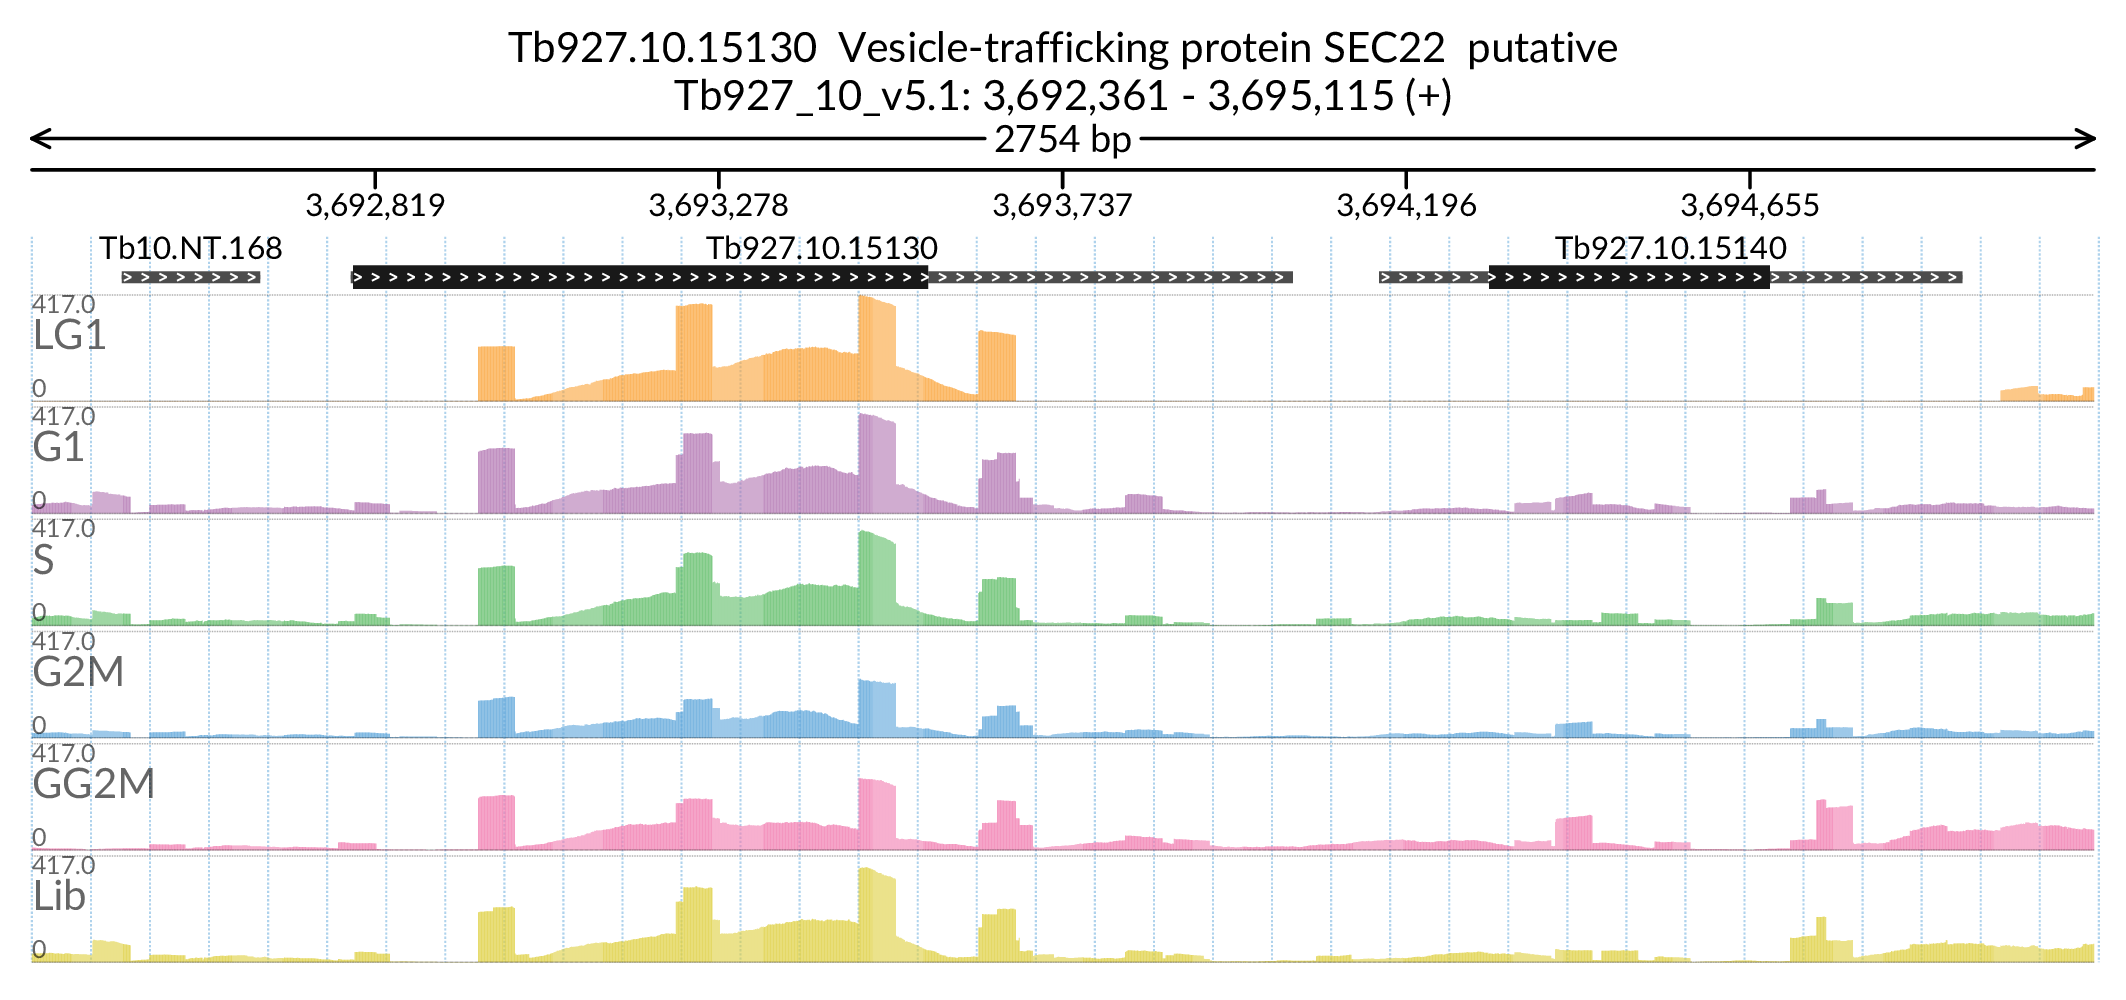 Tb927.10.15130  Vesicle-trafficking protein SEC22  putative
Tb927_10_v5.1: 3,692,361 - 3,695,115 (+)
2754 bp
3,692,819 3,693,278 3,693,737 3,694,196 3,694,655
Tb10.NT.168 Tb927.10.15130 Tb927.10.15140
417.0
LG1
0
417.0
G1
0
417.0
S
0
417.0
G2M
0
417.0
GG2M
0
417.0
Lib
0